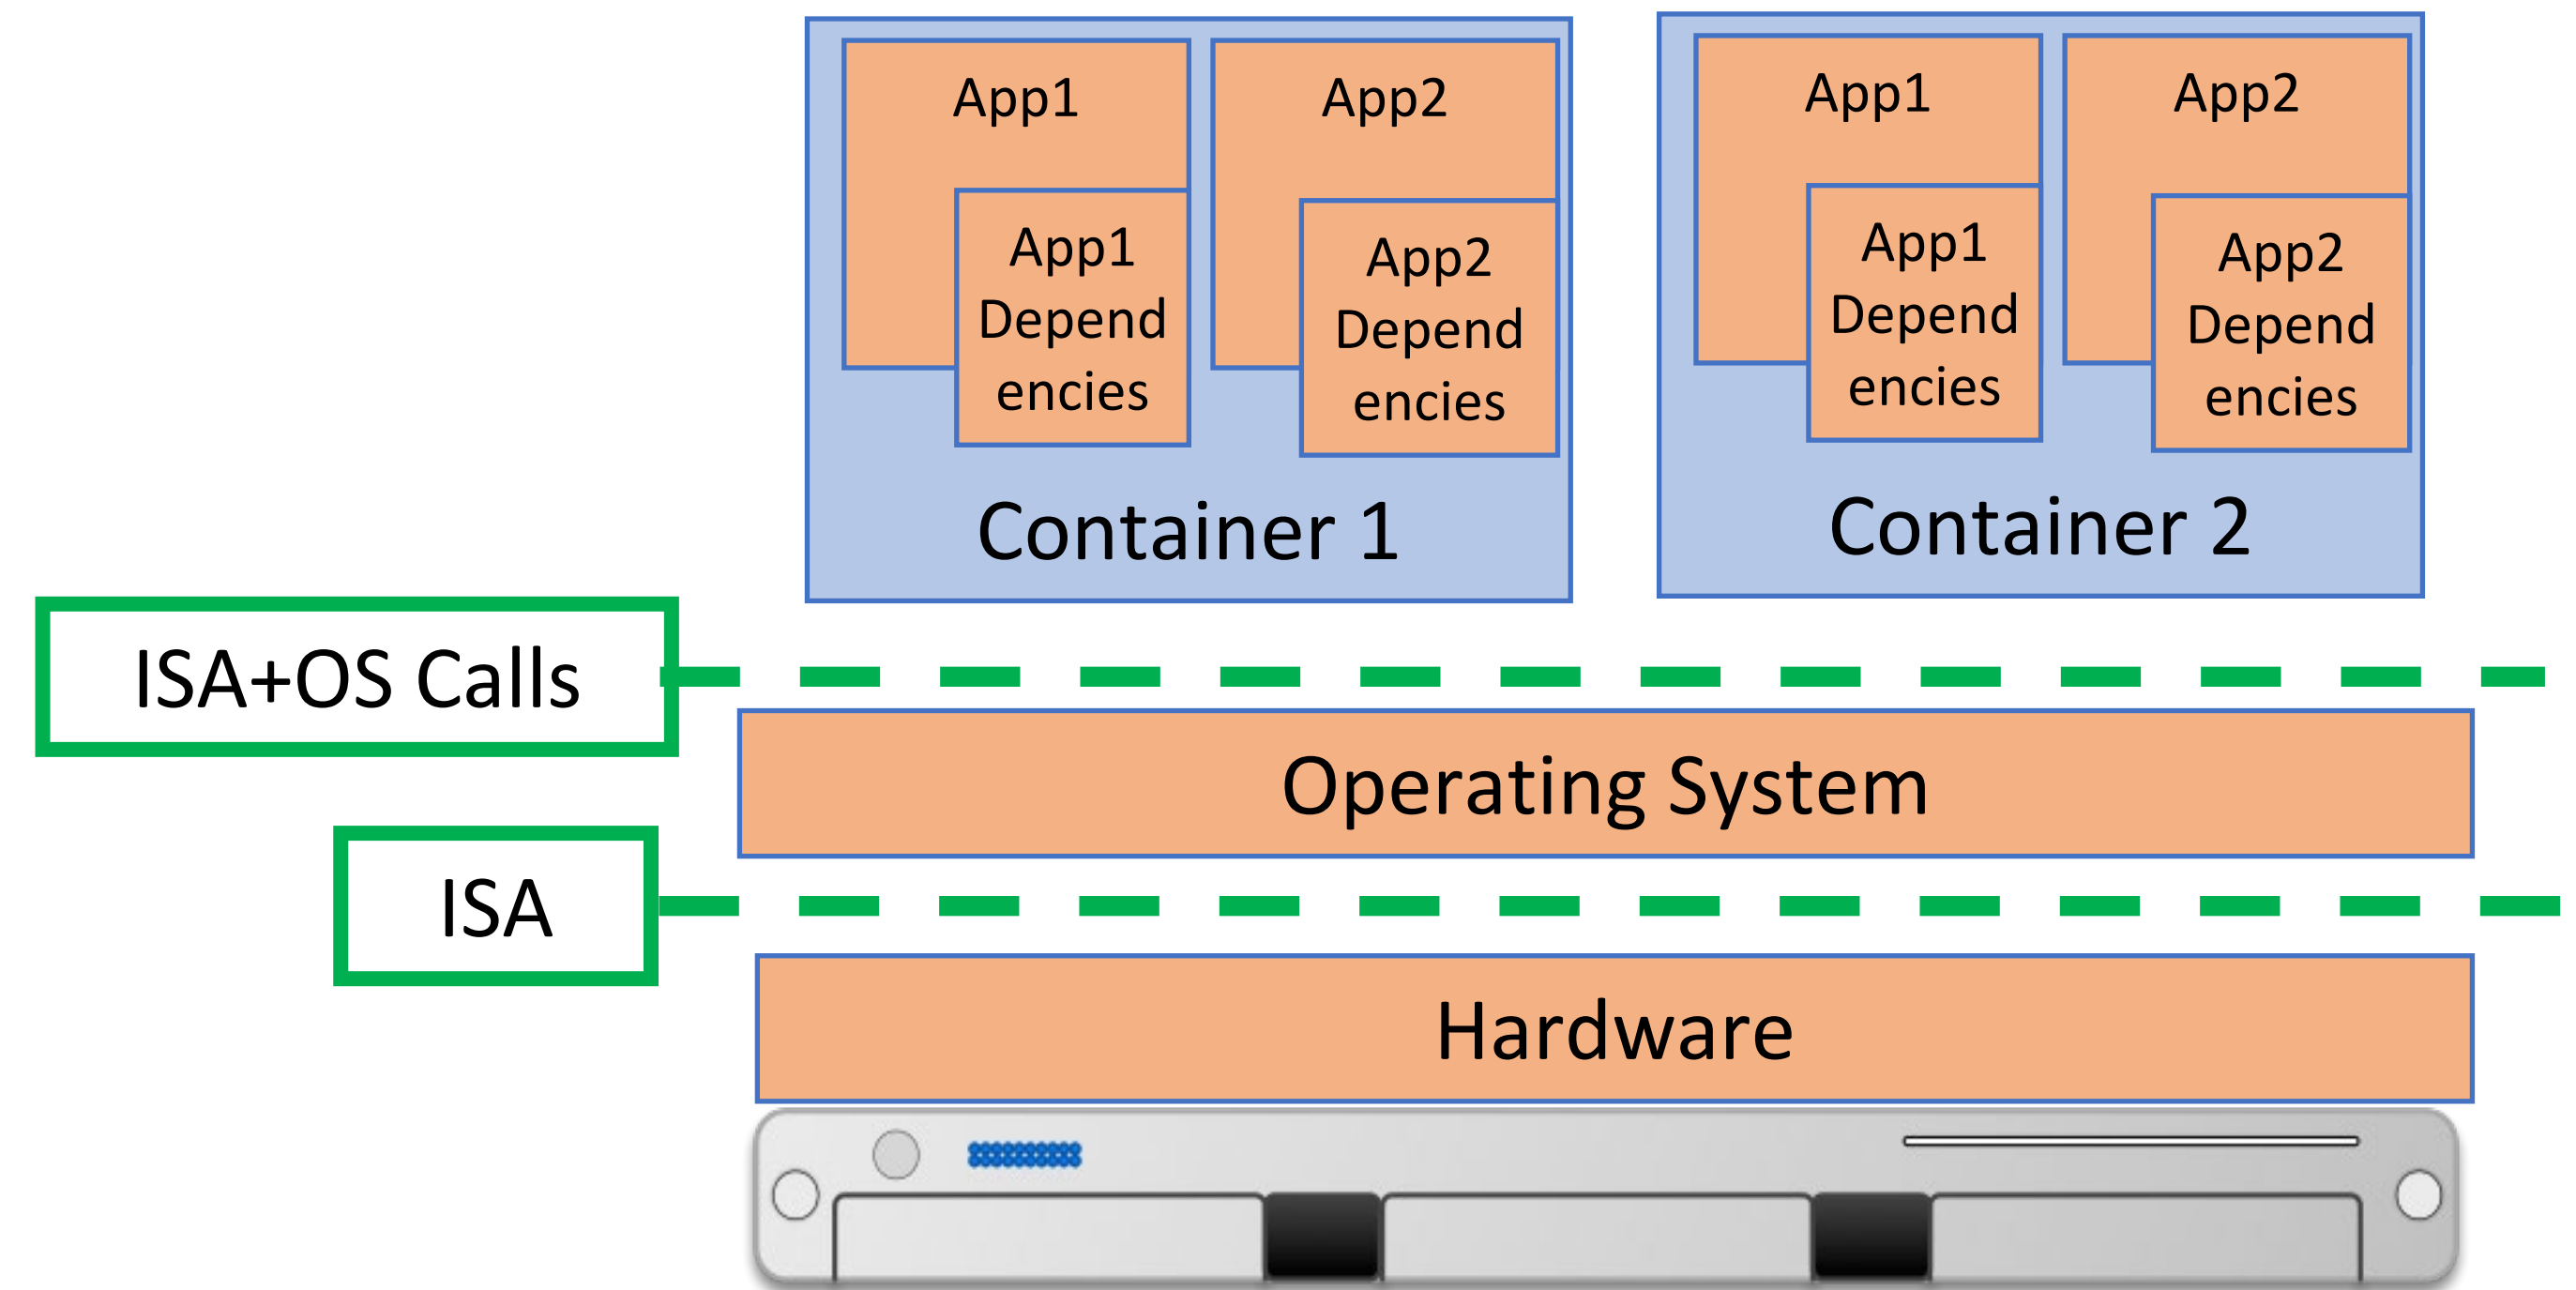 App1
App2
App1
Depend
encies
App2
Depend
encies
Container 1
App1
App2
App1
Depend
encies
App2
Depend
encies
Container 2
ISA+OS Calls
Operating System
ISA
Hardware